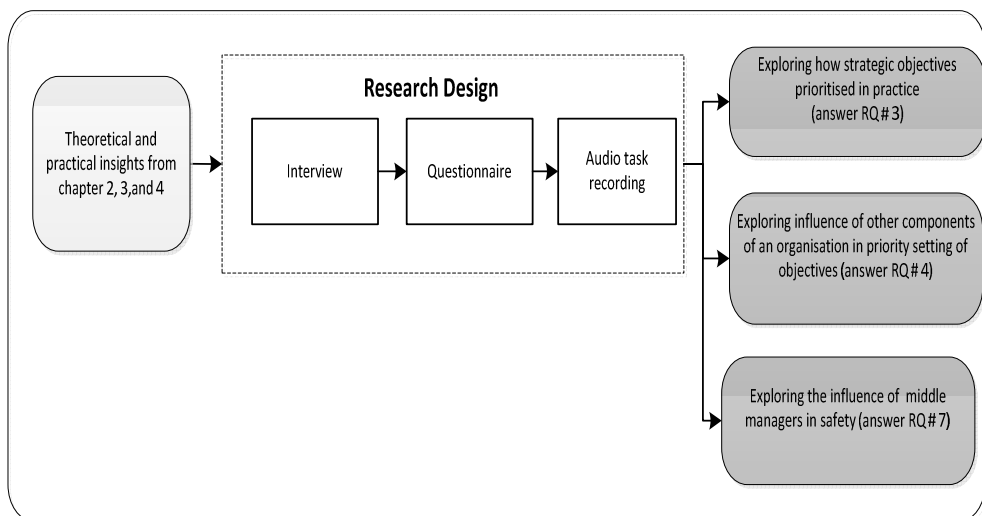 Theoretical and
practical insights from
chapter 2, 3,and 4
Research Design
Interview
Questionnaire
Audio task
recording
Exploring how strategic objectives
prioritised in practice
(answer RQ # 3)
Exploring influence of other components
of an organisation in priority setting of
objectives (answer RQ # 4)
Exploring the influence of middle
managers in safety (answer RQ # 7)